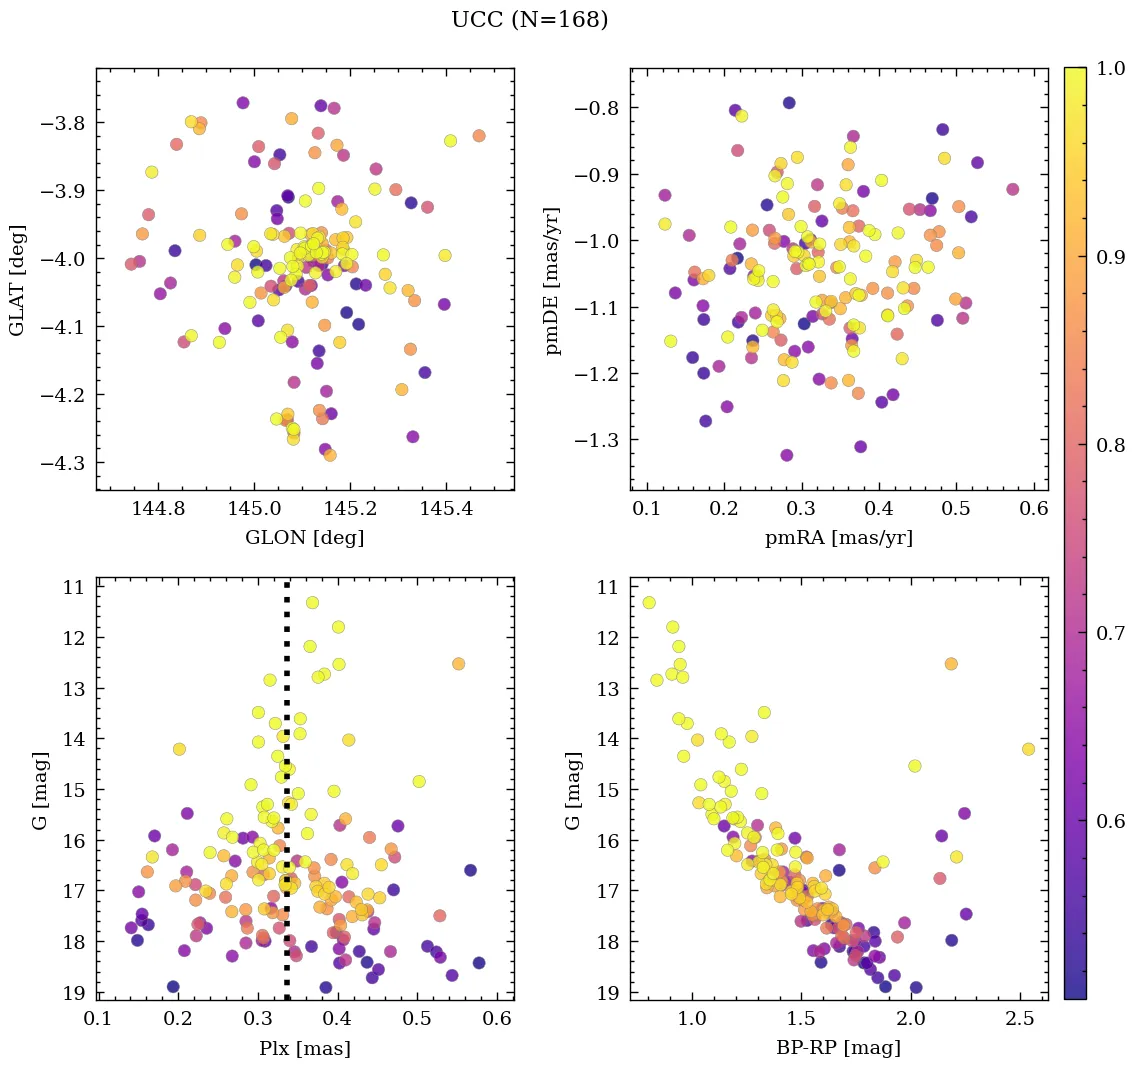 UCC (N=168)
−3.8
−3.9
−4.0
−4.1
−4.2
−4.3
GLAT [deg]
144.8 145.0 145.2 145.4
GLON [deg]
−0.8
−0.9
−1.0
−1.1
−1.2
−1.3
pmDE [mas/yr]
0.1 0.2 0.3 0.4 0.5 0.6
pmRA [mas/yr]
11
12
13
14
15
16
17
18
19
G [mag]
0.1 0.2 0.3 0.4 0.5 0.6
Plx [mas]
11
12
13
14
15
16
17
18
19
G [mag]
1.0 1.5 2.0 2.5
BP-RP [mag]
1.0
0.9
0.8
0.7
0.6